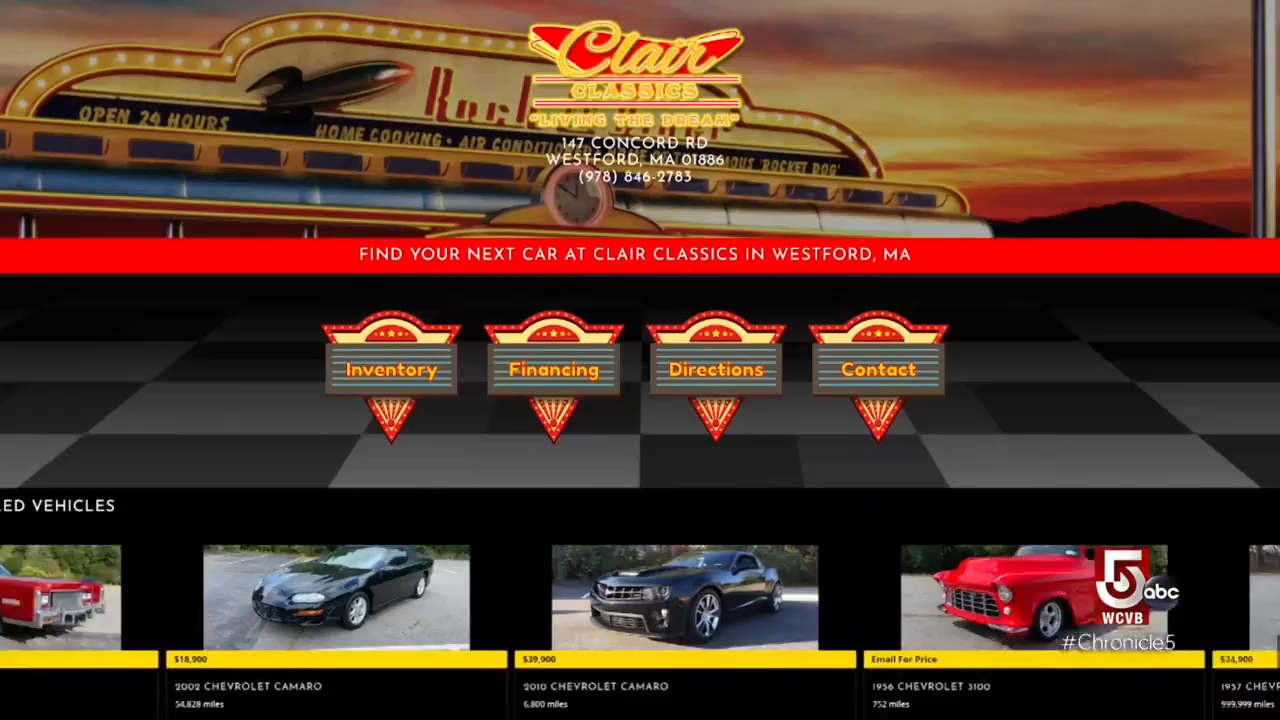 Clair
CLASSICS
"LIVING THE DREAM"
147 CONCORD RD
WESTFORD, MA 01886
(978) 846-2783
OPEN 24 HOURS
HOME COOKING • AIR
'ROCKET DOG'
FIND YOUR NEXT CAR AT CLAIR CLASSICS IN WESTFORD, MA
Inventory Financing Directions Contact
ED VEHICLES
5 abc
WCVB
#Chronicle5
$18,900 $39,900 Email For Price $24,900
2002 CHEVROLET CAMARO 2010 CHEVROLET CAMARO 1956 CHEVROLET 3100 1957 CHEV
54,828 miles 6,800 miles 752 miles 999,999 miles